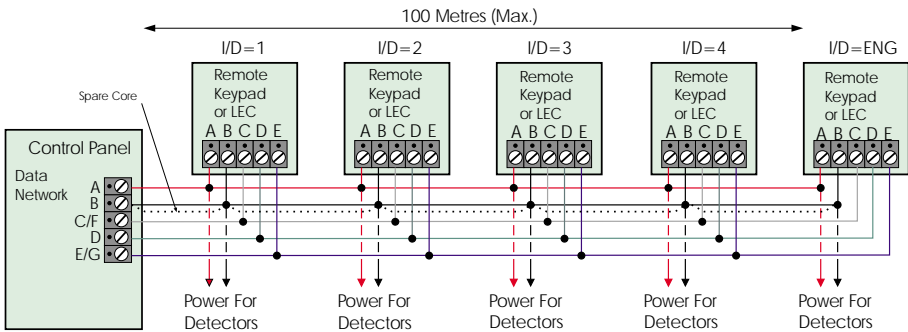 100 Metres (Max.)
I/D=1
I/D=2
I/D=3
I/D=4
I/D=ENG
Remote
Keypad
or LEC
A B C D E
Remote
Keypad
or LEC
A B C D E
Remote
Keypad
or LEC
A B C D E
Remote
Keypad
or LEC
A B C D E
Remote
Keypad
or LEC
A B C D E
Spare Core
Control Panel
Data
Network
A
B
C/F
D
E/G
Power For
Detectors
Power For
Detectors
Power For
Detectors
Power For
Detectors
Power For
Detectors